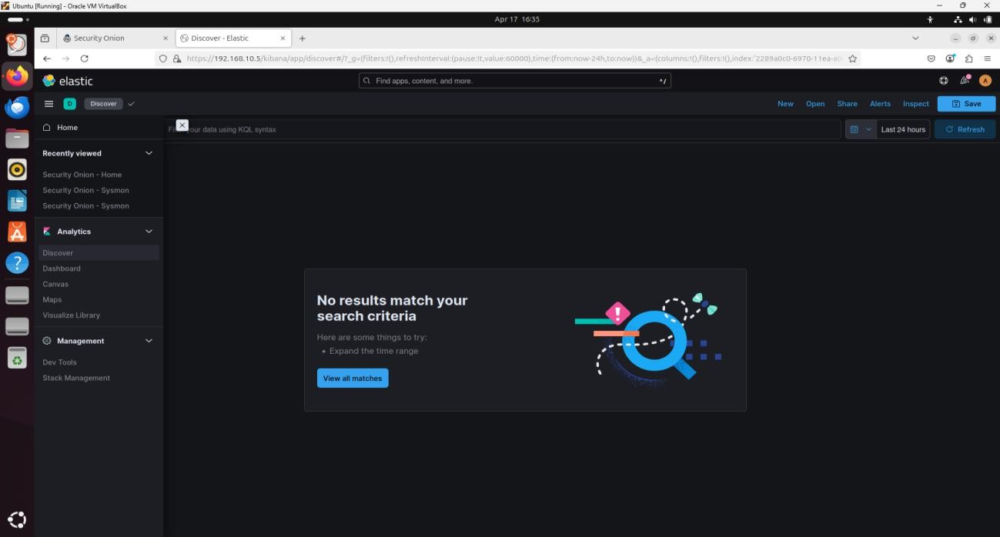 Ubuntu [Running] - Oracle VM VirtualBox
Apr 17 16:35
Security Onion
Discover - Elastic
https://192.168.10.5/kibana/app/discover#/?_g=(filters:!(),refreshInterval:(pause:!t,value:60000),time:(from:now-24h,to:now))&_a=(columns:!(),filters:!(),index:'2289a0c0-6970-11ea-a0
elastic
Find apps, content, and more.
^/
A
D
Discover
New
Open
Share
Alerts
Inspect
Save
Home
your data using KQL syntax
Last 24 hours
Refresh
Recently viewed
Security Onion - Home
Security Onion - Sysmon
Security Onion - Sysmon
Analytics
Discover
Dashboard
Canvas
Maps
Visualize Library
Management
Dev Tools
Stack Management
No results match your
search criteria
Here are some things to try:
• Expand the time range
View all matches